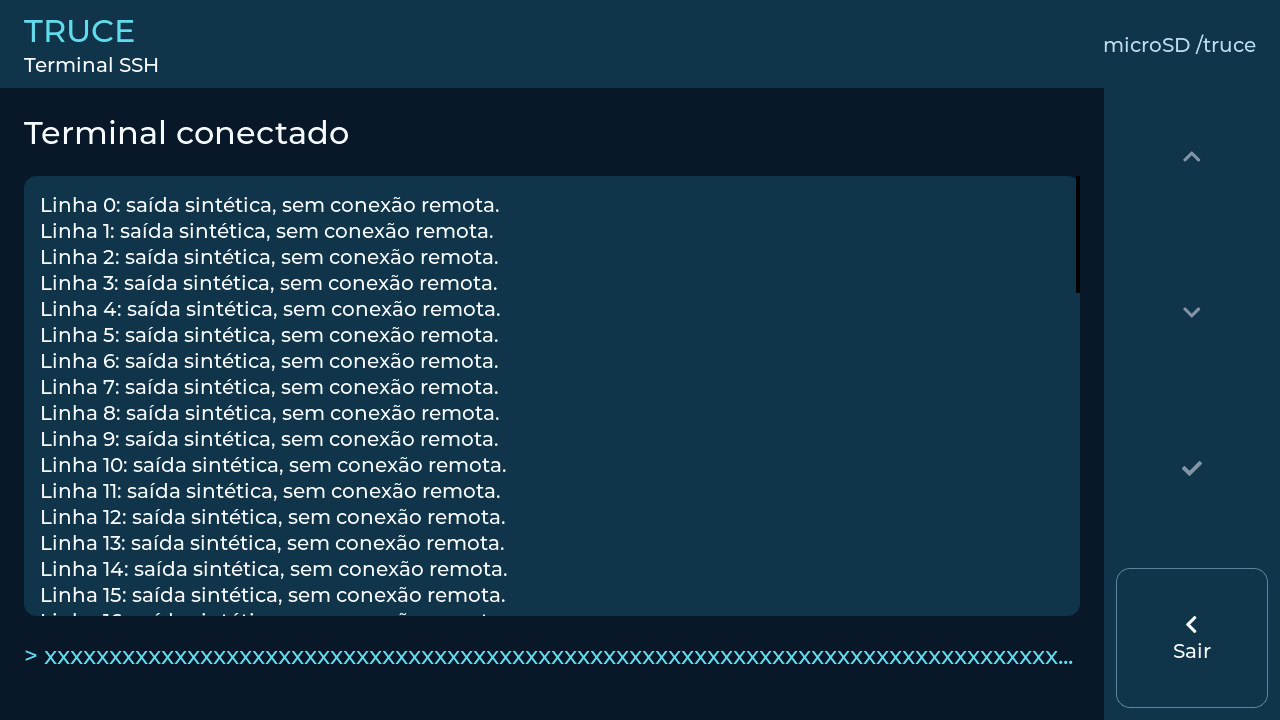 TRUCE
Terminal SSH
microSD /truce
Terminal conectado
Linha 0: saída sintética, sem conexão remota.
Linha 1: saída sintética, sem conexão remota.
Linha 2: saída sintética, sem conexão remota.
Linha 3: saída sintética, sem conexão remota.
Linha 4: saída sintética, sem conexão remota.
Linha 5: saída sintética, sem conexão remota.
Linha 6: saída sintética, sem conexão remota.
Linha 7: saída sintética, sem conexão remota.
Linha 8: saída sintética, sem conexão remota.
Linha 9: saída sintética, sem conexão remota.
Linha 10: saída sintética, sem conexão remota.
Linha 11: saída sintética, sem conexão remota.
Linha 12: saída sintética, sem conexão remota.
Linha 13: saída sintética, sem conexão remota.
Linha 14: saída sintética, sem conexão remota.
Linha 15: saída sintética, sem conexão remota.
> xxxxxxxxxxxxxxxxxxxxxxxxxxxxxxxxxxxxxxxxxxxxxxxxxxxxxxxxxxxxxxxxxxxxxxxxxxxxxx...
Sair